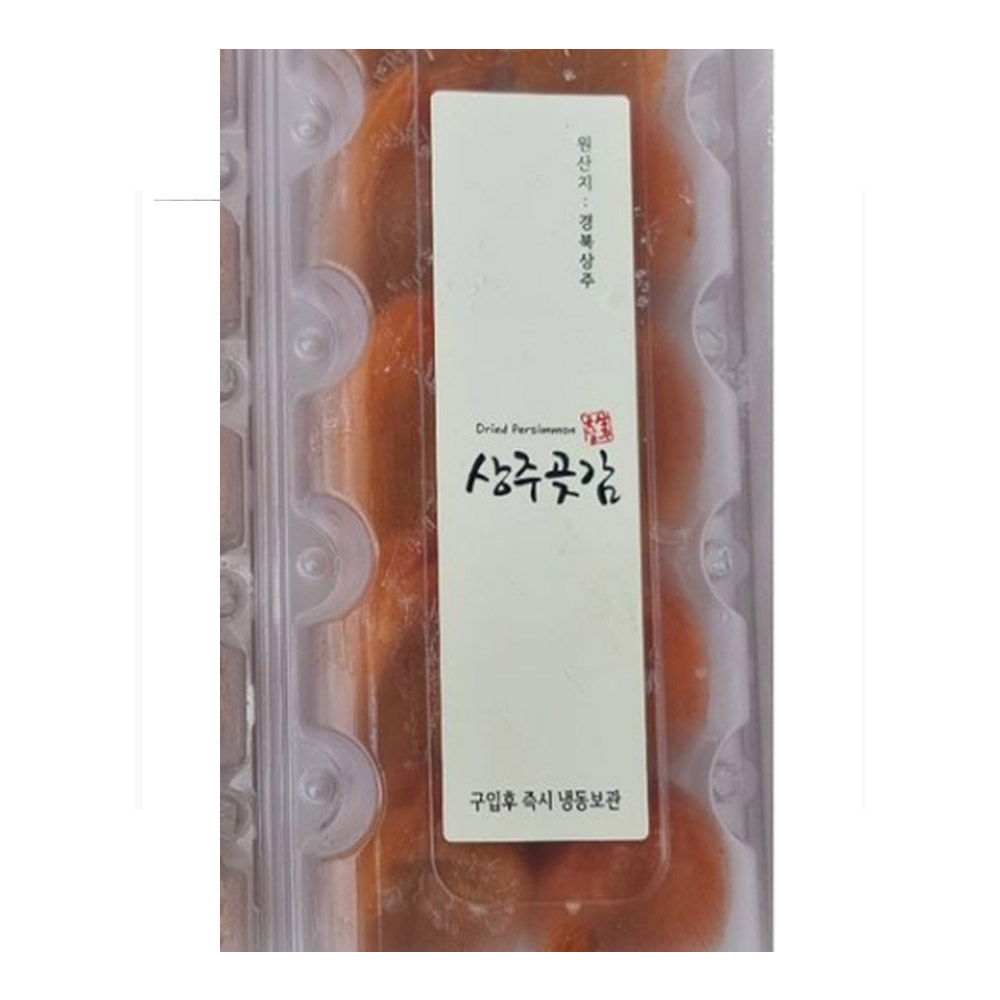 원산지 : 경북상주
Dried Persimmon
상주곶감
구입후 즉시 냉동보관